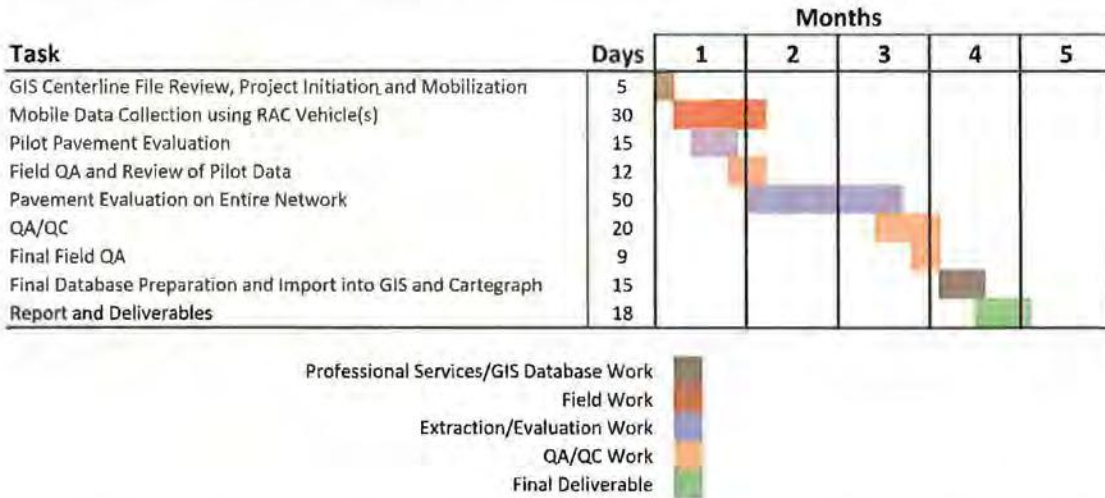 Months
Task Days 1 2 3 4 5
GIS Centerline File Review, Project Initiation and Mobilization 5
Mobile Data Collection using RAC Vehicle(s) 30
Pilot Pavement Evaluation 15
Field QA and Review of Pilot Data 12
Pavement Evaluation on Entire Network 50
QA/QC 20
Final Field QA 9
Final Database Preparation and Import into GIS and Cartegraph 15
Report and Deliverables 18
Professional Services/GIS Database Work
Field Work
Extraction/Evaluation Work
QA/QC Work
Final Deliverable